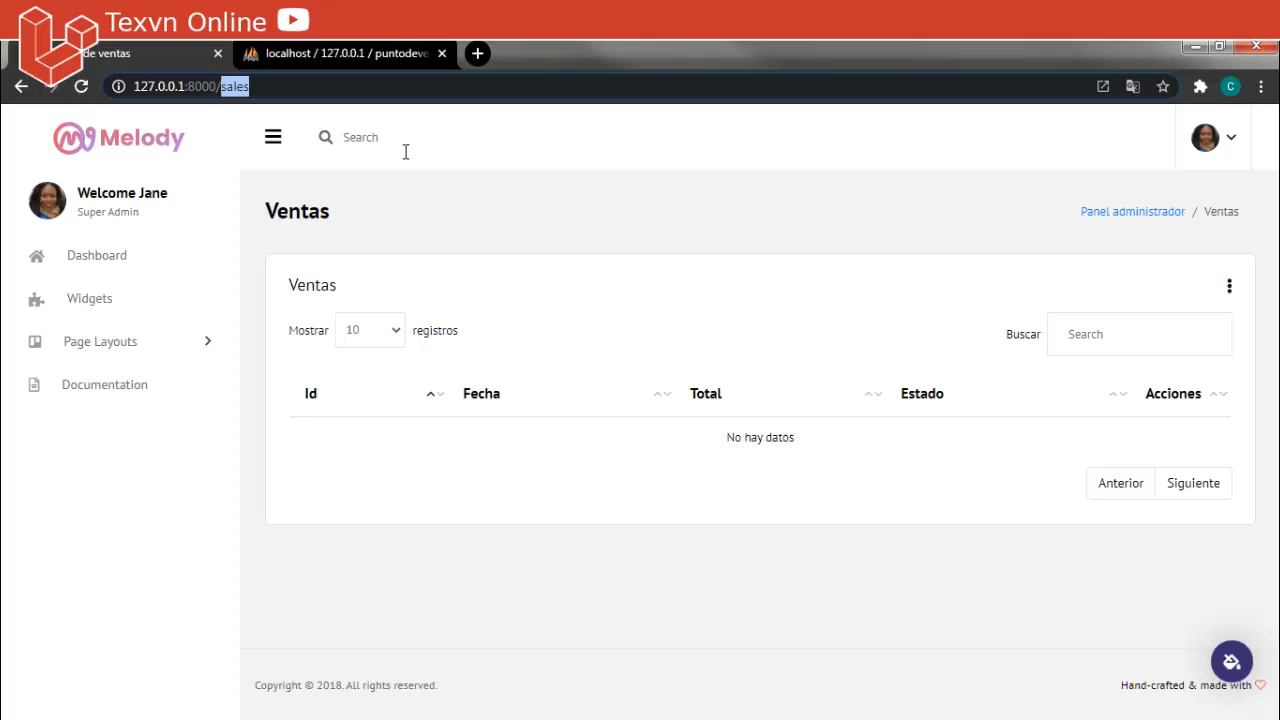 Texvn Online
de ventas
localhost / 127.0.0.1 / puntodeve
127.0.0.1:8000/sales
C
Melody
Search
Welcome Jane
Super Admin
Dashboard
Widgets
Page Layouts
Documentation
Ventas
Panel administrador / Ventas
Ventas
Mostrar 10 registros
Buscar Search
Id Fecha Total Estado Acciones
No hay datos
Anterior Siguiente
Copyright © 2018. All rights reserved.
Hand-crafted & made with